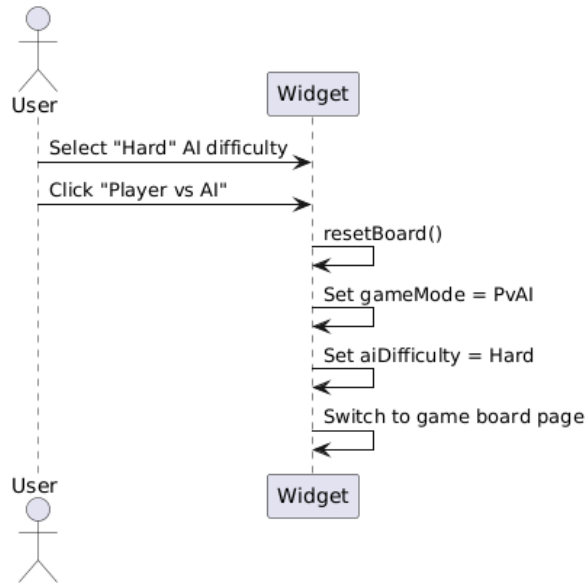 User
Widget
Select "Hard" AI difficulty
Click "Player vs AI"
resetBoard()
Set gameMode = PvAI
Set aiDifficulty = Hard
Switch to game board page
User
Widget